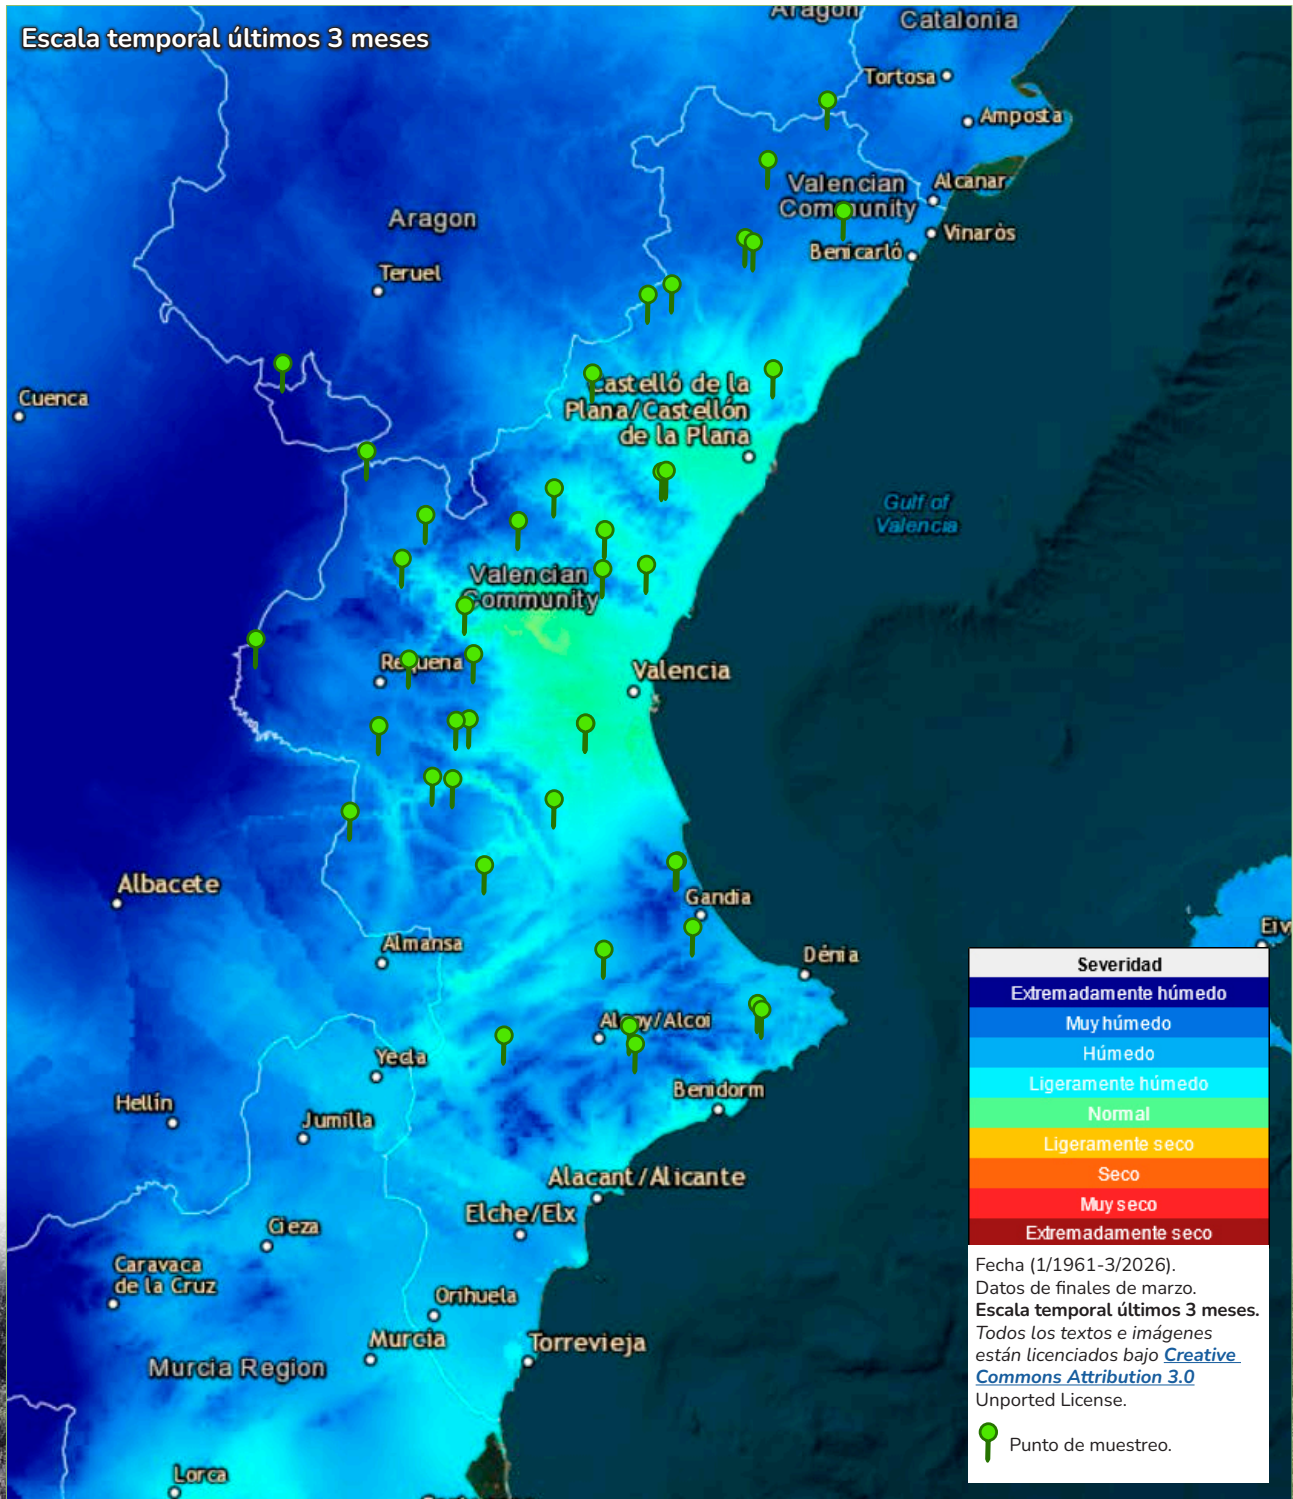 Escala temporal últimos 3 meses
Aragon
Catalonia
Tortosa
Amposta
Valencian
Community
Alcanar
Vinaròs
Benicarló
Aragon
Teruel
Cuenca
Castelló de la
Plana/Castellón
de la Plana
Gulf of
Valencia
Valencian
Community
Requena
Valencia
Albacete
Gandia
Almansa
Dénia
Alcoy/Alcoi
Yecla
Benidorm
Hellín
Jumilla
Alacant/Alicante
Elche/Elx
Cieza
Caravaca
de la Cruz
Orihuela
Murcia
Torrevieja
Murcia Region
Lorca
Eiv
Severidad
Extremadamente húmedo
Muy húmedo
Húmedo
Ligeramente húmedo
Normal
Ligeramente seco
Seco
Muy seco
Extremadamente seco
Fecha (1/1961-3/2026).
Datos de finales de marzo.
Escala temporal últimos 3 meses.
Todos los textos e imágenes
están licenciados bajo Creative
Commons Attribution 3.0
Unported License.
Punto de muestreo.